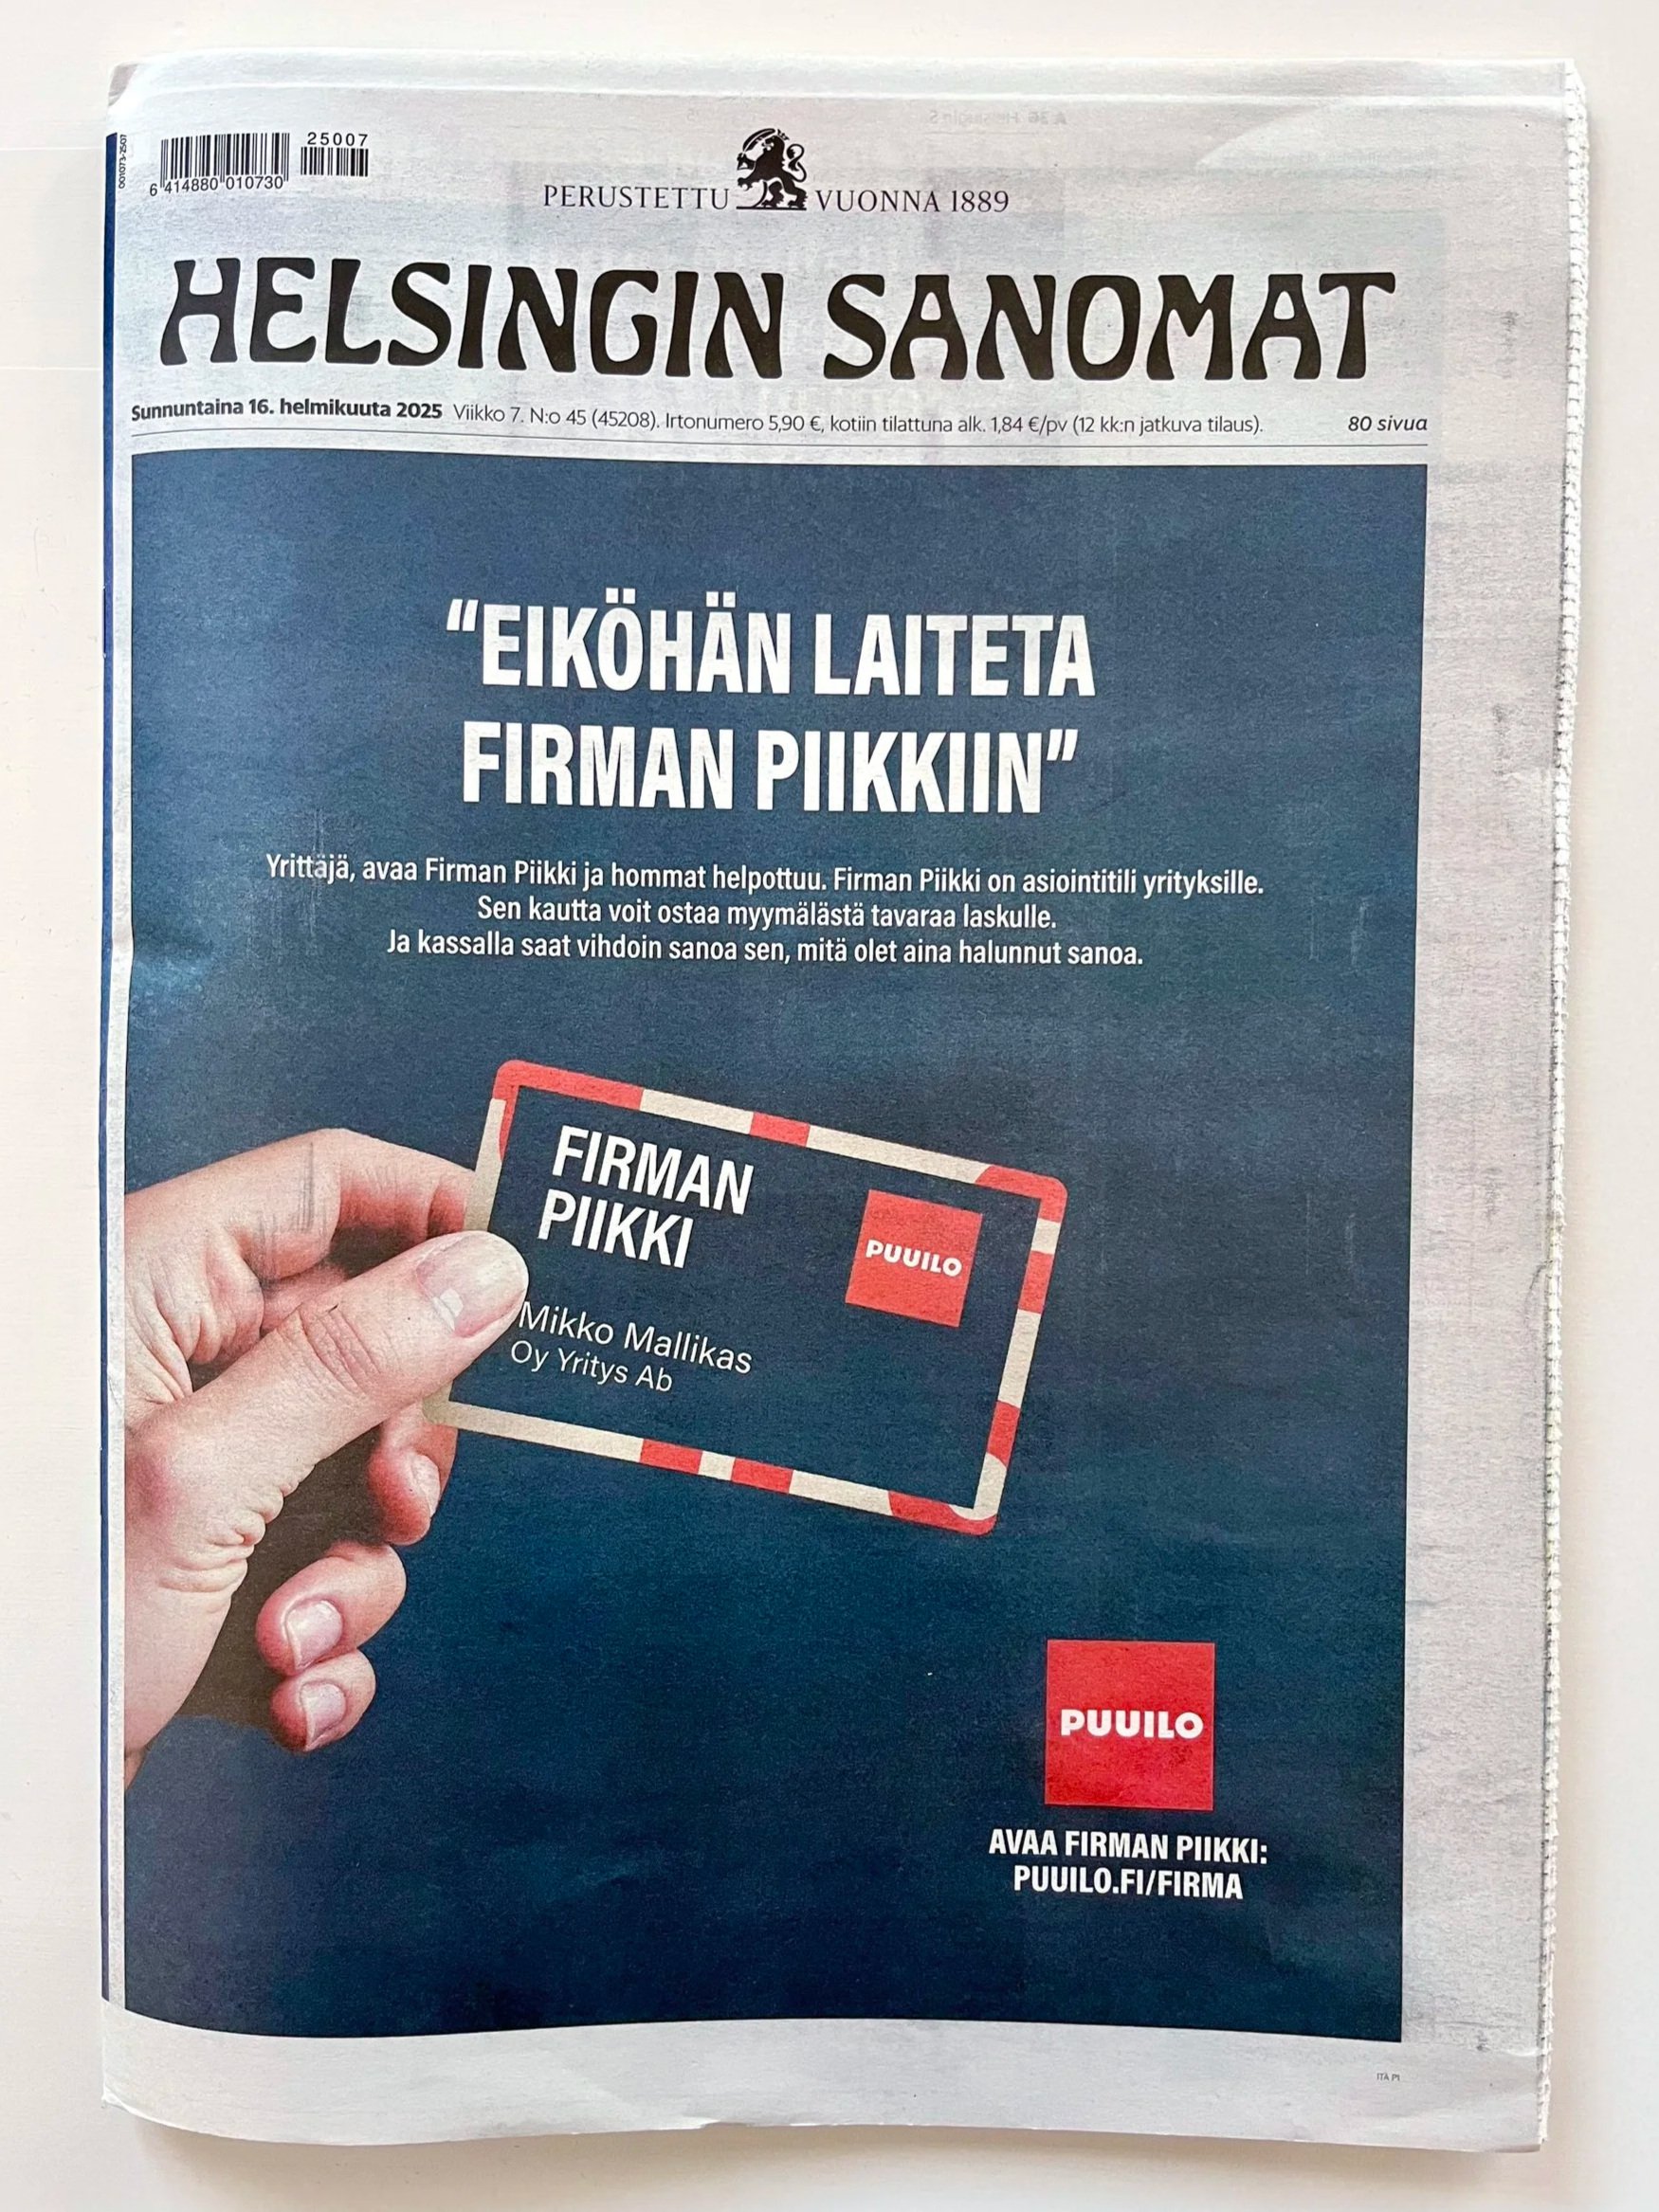 25007
6 414880 010730
001073-2507
PERUSTETTU VUONNA 1889
HELSINGIN SANOMAT
Sunnuntaina 16. helmikuuta 2025 Viikko 7. N:o 45 (45208). Irtonumero 5,90 €, kotiin tilattuna alk. 1,84 €/pv (12 kk:n jatkuva tilaus). 80 sivua
“EIKÖHÄN LAITETA
FIRMAN PIIKKIIN”
Yrittäjä, avaa Firman Piikki ja hommat helpottuu. Firman Piikki on asiointitili yrityksille.
Sen kautta voit ostaa myymälästä tavaraa laskulle.
Ja kassalla saat vihdoin sanoa sen, mitä olet aina halunnut sanoa.
FIRMAN
PIIKKI
PUUILO
Mikko Mallikas
Oy Yritys Ab
PUUILO
AVAA FIRMAN PIIKKI:
PUUILO.FI/FIRMA
ITÄ P1